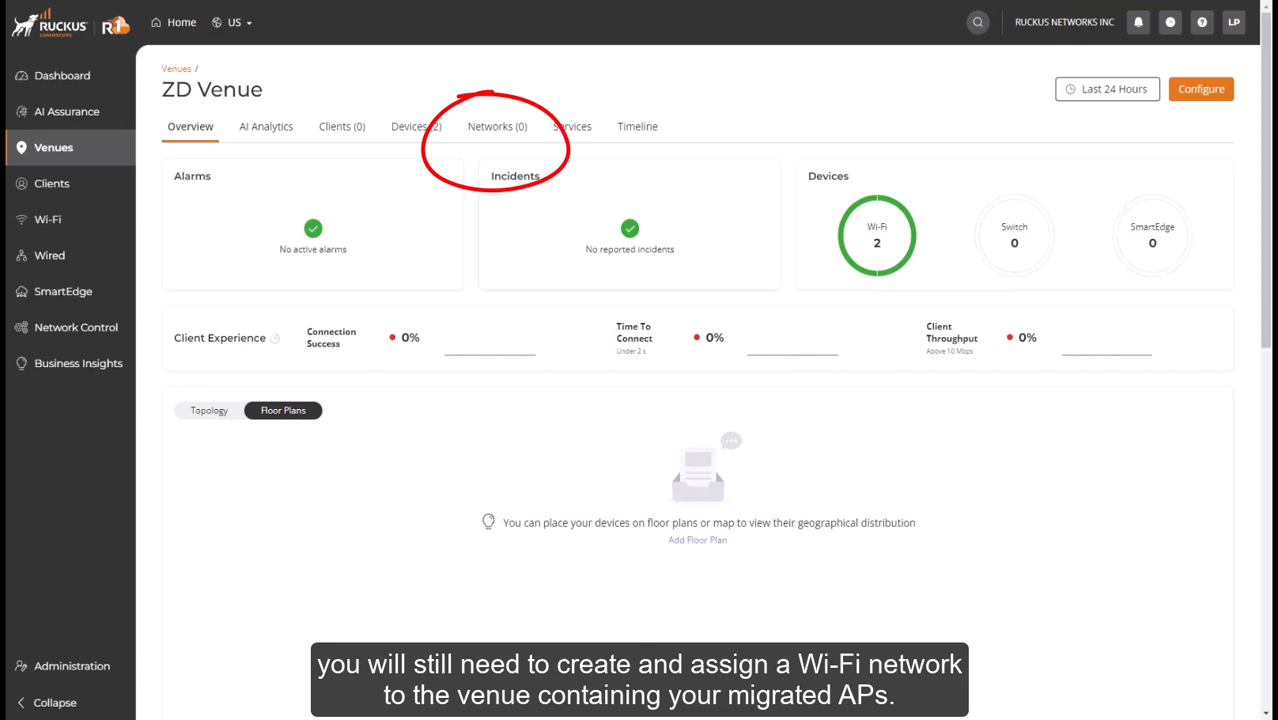 RUCKUS
COMMSCOPE
R1
Home
US
RUCKUS NETWORKS INC
LP
Dashboard
AI Assurance
Venues
Clients
Wi-Fi
Wired
SmartEdge
Network Control
Business Insights
Administration
Collapse
Venues /
ZD Venue
Last 24 Hours
Configure
Overview
AI Analytics
Clients (0)
Devices (2)
Networks (0)
Services
Timeline
Alarms
No active alarms
Incidents
No reported incidents
Devices
Wi-Fi
2
Switch
0
SmartEdge
0
Client Experience
Connection
Success
0%
Time To
Connect
Under 2 s
0%
Client
Throughput
Above 10 Mbps
0%
Topology
Floor Plans
You can place your devices on floor plans or map to view their geographical distribution
Add Floor Plan
you will still need to create and assign a Wi-Fi network
to the venue containing your migrated APs.